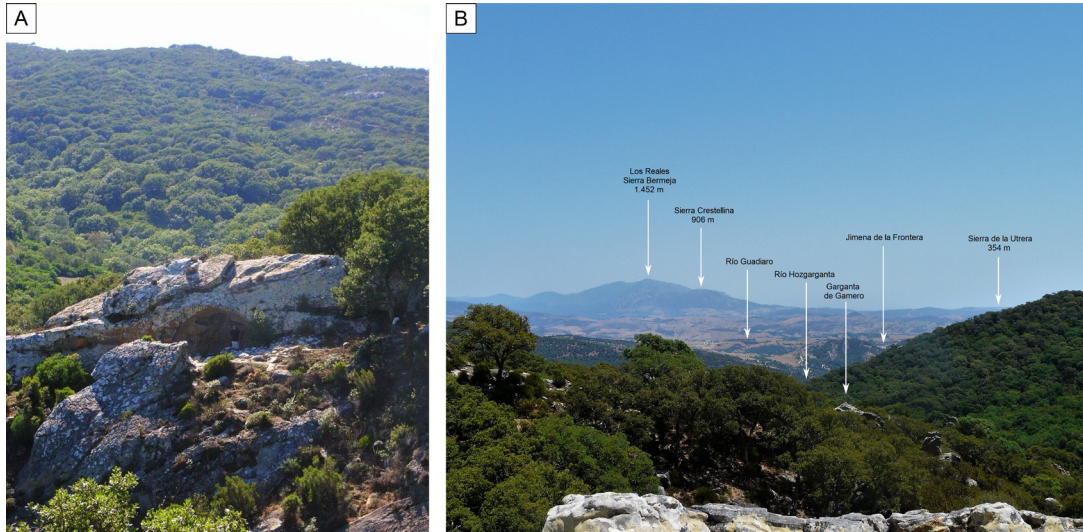 A
B
Los Reales
Sierra Bermeja
1.452 m
Sierra Crestellina
906 m
Río Guadiaro
Río Hozgarganta
Garganta
de Gamero
Jimena de la Frontera
Sierra de la Utrera
354 m